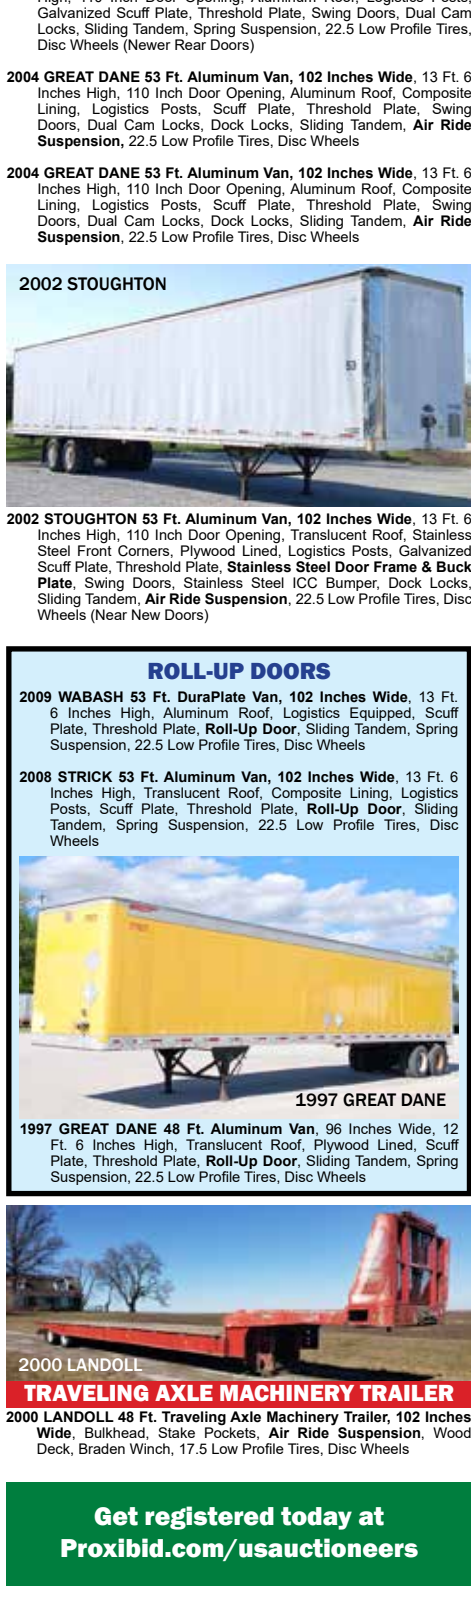 High, 110 Inch Door Opening, Aluminum Roof, Logistics Posts,
Galvanized Scuff Plate, Threshold Plate, Swing Doors, Dual Cam
Locks, Sliding Tandem, Spring Suspension, 22.5 Low Profile Tires,
Disc Wheels (Newer Rear Doors)
2004 GREAT DANE 53 Ft. Aluminum Van, 102 Inches Wide, 13 Ft. 6
Inches High, 110 Inch Door Opening, Aluminum Roof, Composite
Lining, Logistics Posts, Scuff Plate, Threshold Plate, Swing
Doors, Dual Cam Locks, Dock Locks, Sliding Tandem, Air Ride
Suspension, 22.5 Low Profile Tires, Disc Wheels
2004 GREAT DANE 53 Ft. Aluminum Van, 102 Inches Wide, 13 Ft. 6
Inches High, 110 Inch Door Opening, Aluminum Roof, Composite
Lining, Logistics Posts, Scuff Plate, Threshold Plate, Swing
Doors, Dual Cam Locks, Dock Locks, Sliding Tandem, Air Ride
Suspension, 22.5 Low Profile Tires, Disc Wheels
2002 STOUGHTON
53
2002 STOUGHTON 53 Ft. Aluminum Van, 102 Inches Wide, 13 Ft. 6
Inches High, 110 Inch Door Opening, Translucent Roof, Stainless
Steel Front Corners, Plywood Lined, Logistics Posts, Galvanized
Scuff Plate, Threshold Plate, Stainless Steel Door Frame & Buck
Plate, Swing Doors, Stainless Steel ICC Bumper, Dock Locks,
Sliding Tandem, Air Ride Suspension, 22.5 Low Profile Tires, Disc
Wheels (Near New Doors)
ROLL-UP DOORS
2009 WABASH 53 Ft. DuraPlate Van, 102 Inches Wide, 13 Ft.
6 Inches High, Aluminum Roof, Logistics Equipped, Scuff
Plate, Threshold Plate, Roll-Up Door, Sliding Tandem, Spring
Suspension, 22.5 Low Profile Tires, Disc Wheels
2008 STRICK 53 Ft. Aluminum Van, 102 Inches Wide, 13 Ft. 6
Inches High, Translucent Roof, Composite Lining, Logistics
Posts, Scuff Plate, Threshold Plate, Roll-Up Door, Sliding
Tandem, Spring Suspension, 22.5 Low Profile Tires, Disc
Wheels
1997 GREAT DANE
1997 GREAT DANE 48 Ft. Aluminum Van, 96 Inches Wide, 12
Ft. 6 Inches High, Translucent Roof, Plywood Lined, Scuff
Plate, Threshold Plate, Roll-Up Door, Sliding Tandem, Spring
Suspension, 22.5 Low Profile Tires, Disc Wheels
2000 LANDOLL
TRAVELING AXLE MACHINERY TRAILER
2000 LANDOLL 48 Ft. Traveling Axle Machinery Trailer, 102 Inches
Wide, Bulkhead, Stake Pockets, Air Ride Suspension, Wood
Deck, Braden Winch, 17.5 Low Profile Tires, Disc Wheels
Get registered today at
Proxibid.com/usauctioneers